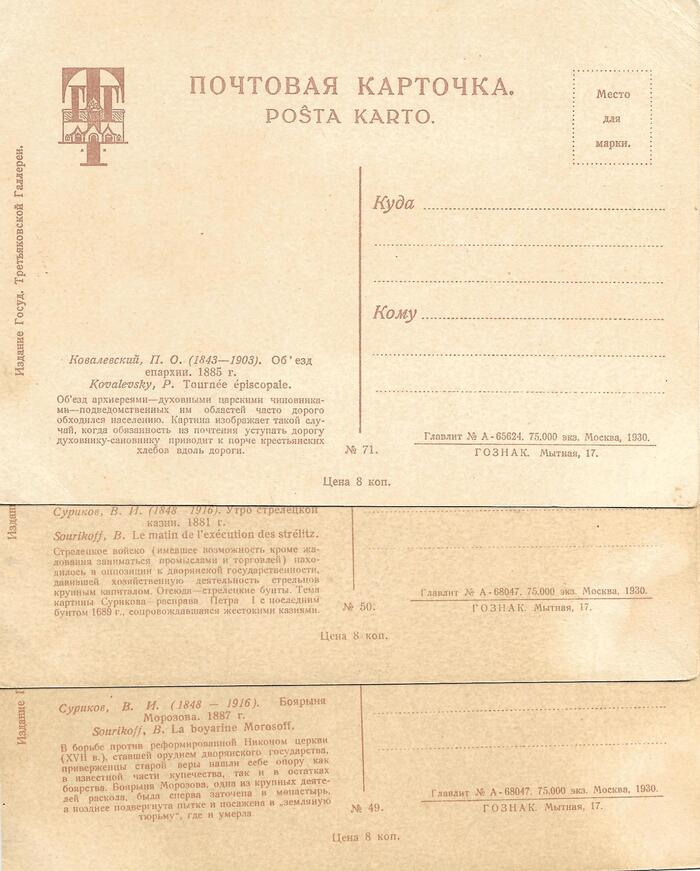 ПОЧТОВАЯ КАРТОЧКА.
POŜTA KARTO.
Место
для
марки.
Издание Госуд. Третьяковской Галлереи.
Куда
Кому
Ковалевский, П. О. (1843—1903). Об'езд
епархии. 1885 г.
Kovalevsky, P. Tournée épiscopale.
Об'езд архиереями—духовными царскими чиновника-
ми—подведомственных им областей часто дорого
обходился населению. Картина изображает такой слу-
чай, когда обязанность из почтения уступать дорогу
духовнику-сановнику приводит к порче крестьянских
хлебов вдоль дороги.
№ 71.
Главлит № А-65624. 75.000 экз. Москва, 1930.
ГОЗНАК. Мытная, 17.
Цена 8 коп.
Издан
Суриков, В. И. (1848—1916). Утро стрелецкой
казни. 1881 г.
Sourikoff, B. Le matin de l'exécution des strélitz.
Стрелецкое войско (имевшее возможность кроме жа-
лования заниматься промыслами и торговлей) нахо-
дилось в оппозиции к дворянской государственности,
давившей хозяйственную деятельность стрельцов
крупным капиталом. Отсюда—стрелецкие бунты. Тема
картины Сурикова—расправа Петра I с последним
бунтом 1689 г., сопровождавшаяся жестокими казнями.
№ 50.
Главлит № А-68047. 75.000 экз. Москва, 1930.
ГОЗНАК. Мытная, 17.
Цена 8 коп.
Издание Г
Суриков, В. И. (1848 — 1916). Боярыня
Морозова. 1887 г.
Sourikoff, B. La boyarine Morosoff.
В борьбе против реформированной Никоном церкви
(XVII в.), ставшей орудием дворянского государства,
приверженцы старой веры нашли себе опору как
в известной части купечества, так и в остатках
боярства. Боярыня Морозова, одна из крупных деяте-
лей раскола, была сперва заточена в монастырь,
а позднее подвергнута пытке и посажена в „земляную
тюрьму", где и умерла
№ 49.
Главлит № А-68047. 75.000 экз. Москва, 1930.
ГОЗНАК. Мытная, 17.
Цена 8 коп.